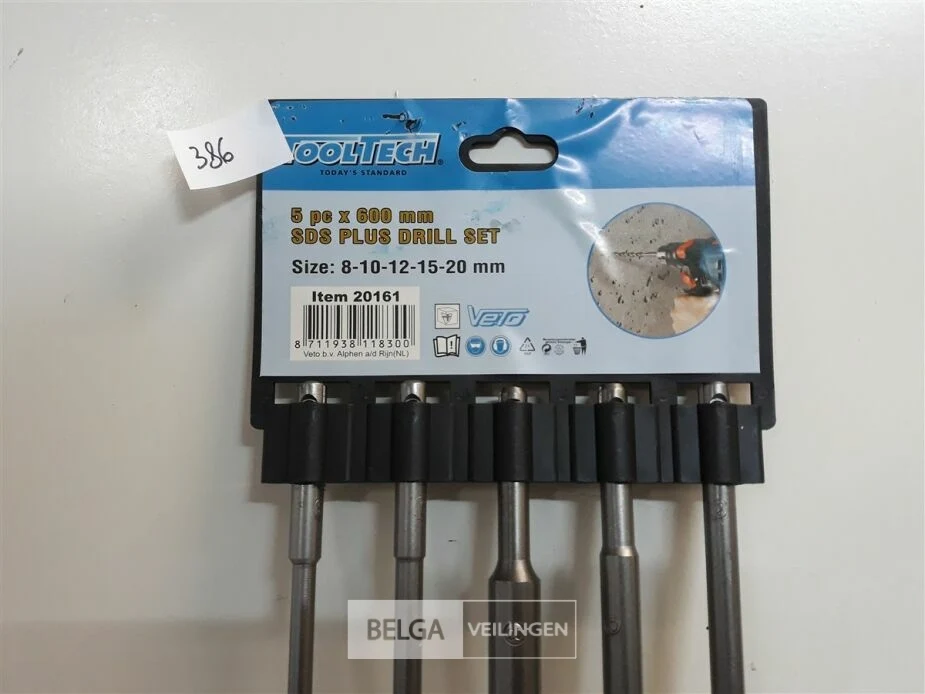 386
TOOLTECH®
TODAY'S STANDARD
5 pc x 600 mm
SDS PLUS DRILL SET
Size: 8-10-12-15-20 mm
Item 20161
8 711938 118300
Veto b.v. Alphen a/d Rijn(NL)
VETO
BELGA VEILINGEN